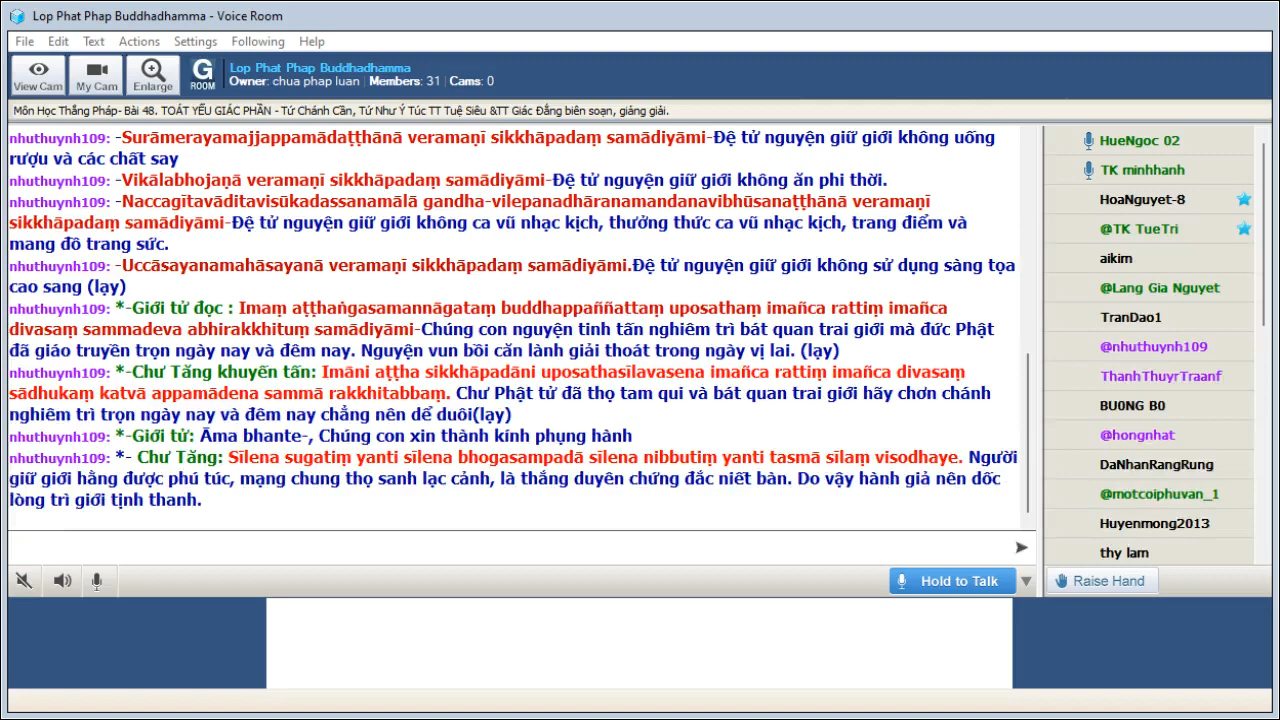 Lop Phat Phap Buddhadhamma - Voice Room
File Edit Text Actions Settings Following Help
View Cam My Cam Enlarge G ROOM
Lop Phat Phap Buddhadhamma
Owner: chua phap luan Members: 31 Cams: 0
Môn Học Thắng Pháp- Bài 48. TOÁT YẾU GIÁC PHẦN - Tứ Chánh Cần, Tứ Như Ý Túc TT Tuệ Siêu &TT Giác Đẳng biên soạn, giảng giải.
nhuthuynh109: -Surāmerayamajjappamādaṭṭhānā veramaṇī sikkhāpadaṃ samādiyāmi-Đệ tử nguyện giữ giới không uống
rượu và các chất say
nhuthuynh109: -Vikālabhojaṇā veramaṇī sikkhāpadaṃ samādiyāmi-Đệ tử nguyện giữ giới không ăn phi thời.
nhuthuynh109: -Naccagītavāditavisūkadassanamālā gandha-vilepanadhāranamandanavibhūsanaṭṭhānā veramaṇī
sikkhāpadaṃ samādiyāmi-Đệ tử nguyện giữ giới không ca vũ nhạc kịch, thưởng thức ca vũ nhạc kịch, trang điểm và
mang đồ trang sức.
nhuthuynh109: -Uccāsayanamahāsayanā veramaṇī sikkhāpadaṃ samādiyāmi.Đệ tử nguyện giữ giới không sử dụng sàng tọa
cao sang (lạy)
nhuthuynh109: *-Giới tử đọc : Imaṃ aṭṭhaṅgasamannāgataṃ buddhappaññattaṃ uposathaṃ imañca rattiṃ imañca
divasaṃ sammadeva abhirakkhituṃ samādiyāmi-Chúng con nguyện tinh tấn nghiêm trì bát quan trai giới mà đức Phật
đã giáo truyền trọn ngày nay và đêm nay. Nguyện vun bồi căn lành giải thoát trong ngày vị lai. (lạy)
nhuthuynh109: *-Chư Tăng khuyến tấn: Imāni aṭṭha sikkhāpadāni uposathasīlavasena imañca rattiṃ imañca divasaṃ
sādhukaṃ katvā appamādena sammā rakkhitabbaṃ. Chư Phật tử đã thọ tam qui và bát quan trai giới hãy chơn chánh
nghiêm trì trọn ngày nay và đêm nay chẳng nên dể duôi(lạy)
nhuthuynh109: *-Giới tử: Āma bhante-, Chúng con xin thành kính phụng hành
nhuthuynh109: *- Chư Tăng: Sīlena sugatiṃ yanti sīlena bhogasampadā sīlena nibbutiṃ yanti tasmā sīlaṃ visodhaye. Người
giữ giới hằng được phú túc, mạng chung thọ sanh lạc cảnh, là thắng duyên chứng đắc niết bàn. Do vậy hành giả nên dốc
lòng trì giới tịnh thanh.
HueNgoc 02
TK minhhanh
HoaNguyet-8
@TK TueTri
aikim
@Lang Gia Nguyet
TranDao1
@nhuthuynh109
ThanhThuyrTraanf
BU0NG B0
@hongnhat
DaNhanRangRung
@motcoiphuvan_1
Huyenmong2013
thy lam
Hold to Talk
Raise Hand